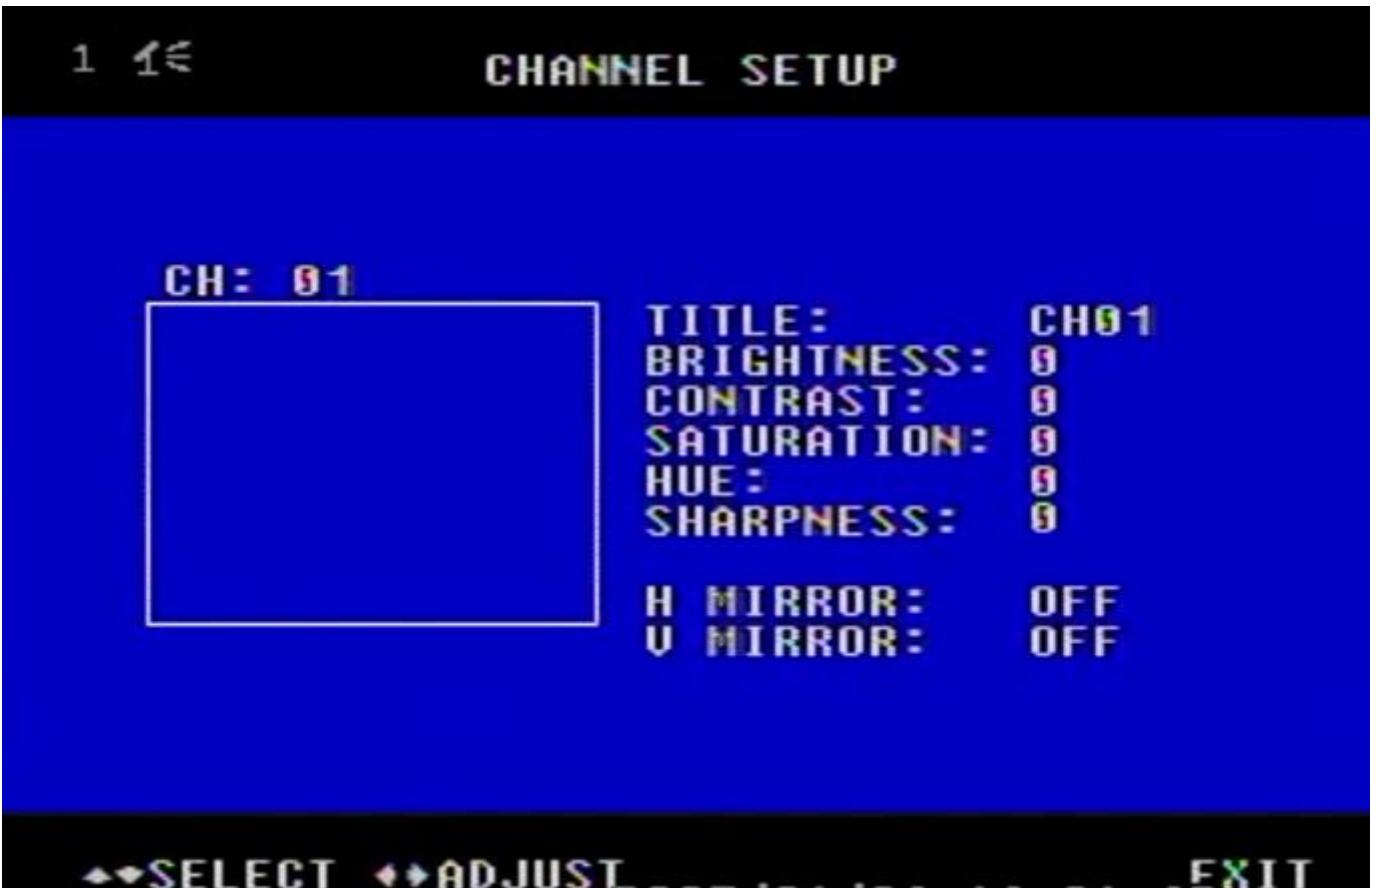 1
CHANNEL SETUP
CH: 01
TITLE: CH01
BRIGHTNESS: 0
CONTRAST: 0
SATURATION: 0
HUE: 0
SHARPNESS: 0
H MIRROR: OFF
V MIRROR: OFF
SELECT ADJUST EXIT